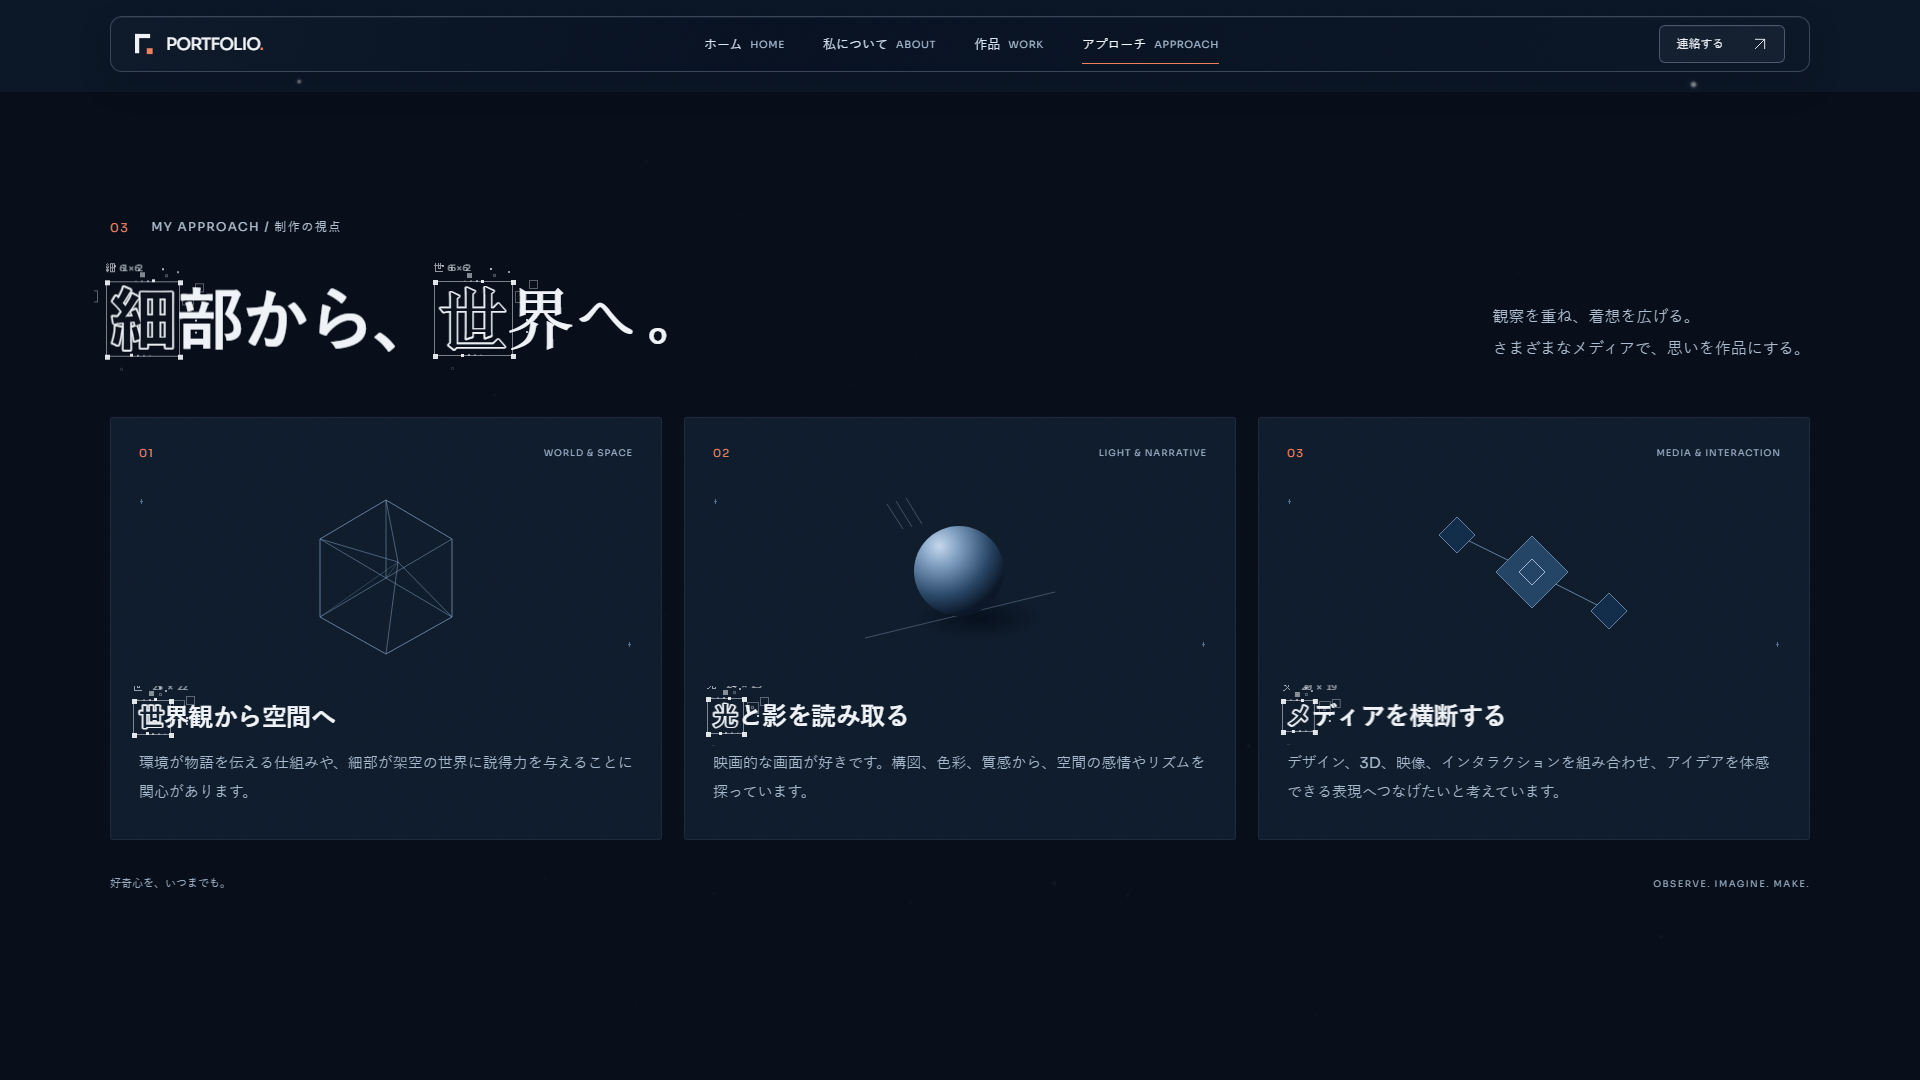 PORTFOLIO.
ホーム HOME
私について ABOUT
作品 WORK
アプローチ APPROACH
連絡する
03 MY APPROACH / 制作の視点
細部から、世界へ。
観察を重ね、着想を広げる。
さまざまなメディアで、思いを作品にする。
01 WORLD & SPACE
世界観から空間へ
環境が物語を伝える仕組みや、細部が架空の世界に説得力を与えることに
関心があります。
02 LIGHT & NARRATIVE
光と影を読み取る
映画的な画面が好きです。構図、色彩、質感から、空間の感情やリズムを
探っています。
03 MEDIA & INTERACTION
メディアを横断する
デザイン、3D、映像、インタラクションを組み合わせ、アイデアを体感
できる表現へつなげたいと考えています。
好奇心を、いつまでも。
OBSERVE. IMAGINE. MAKE.